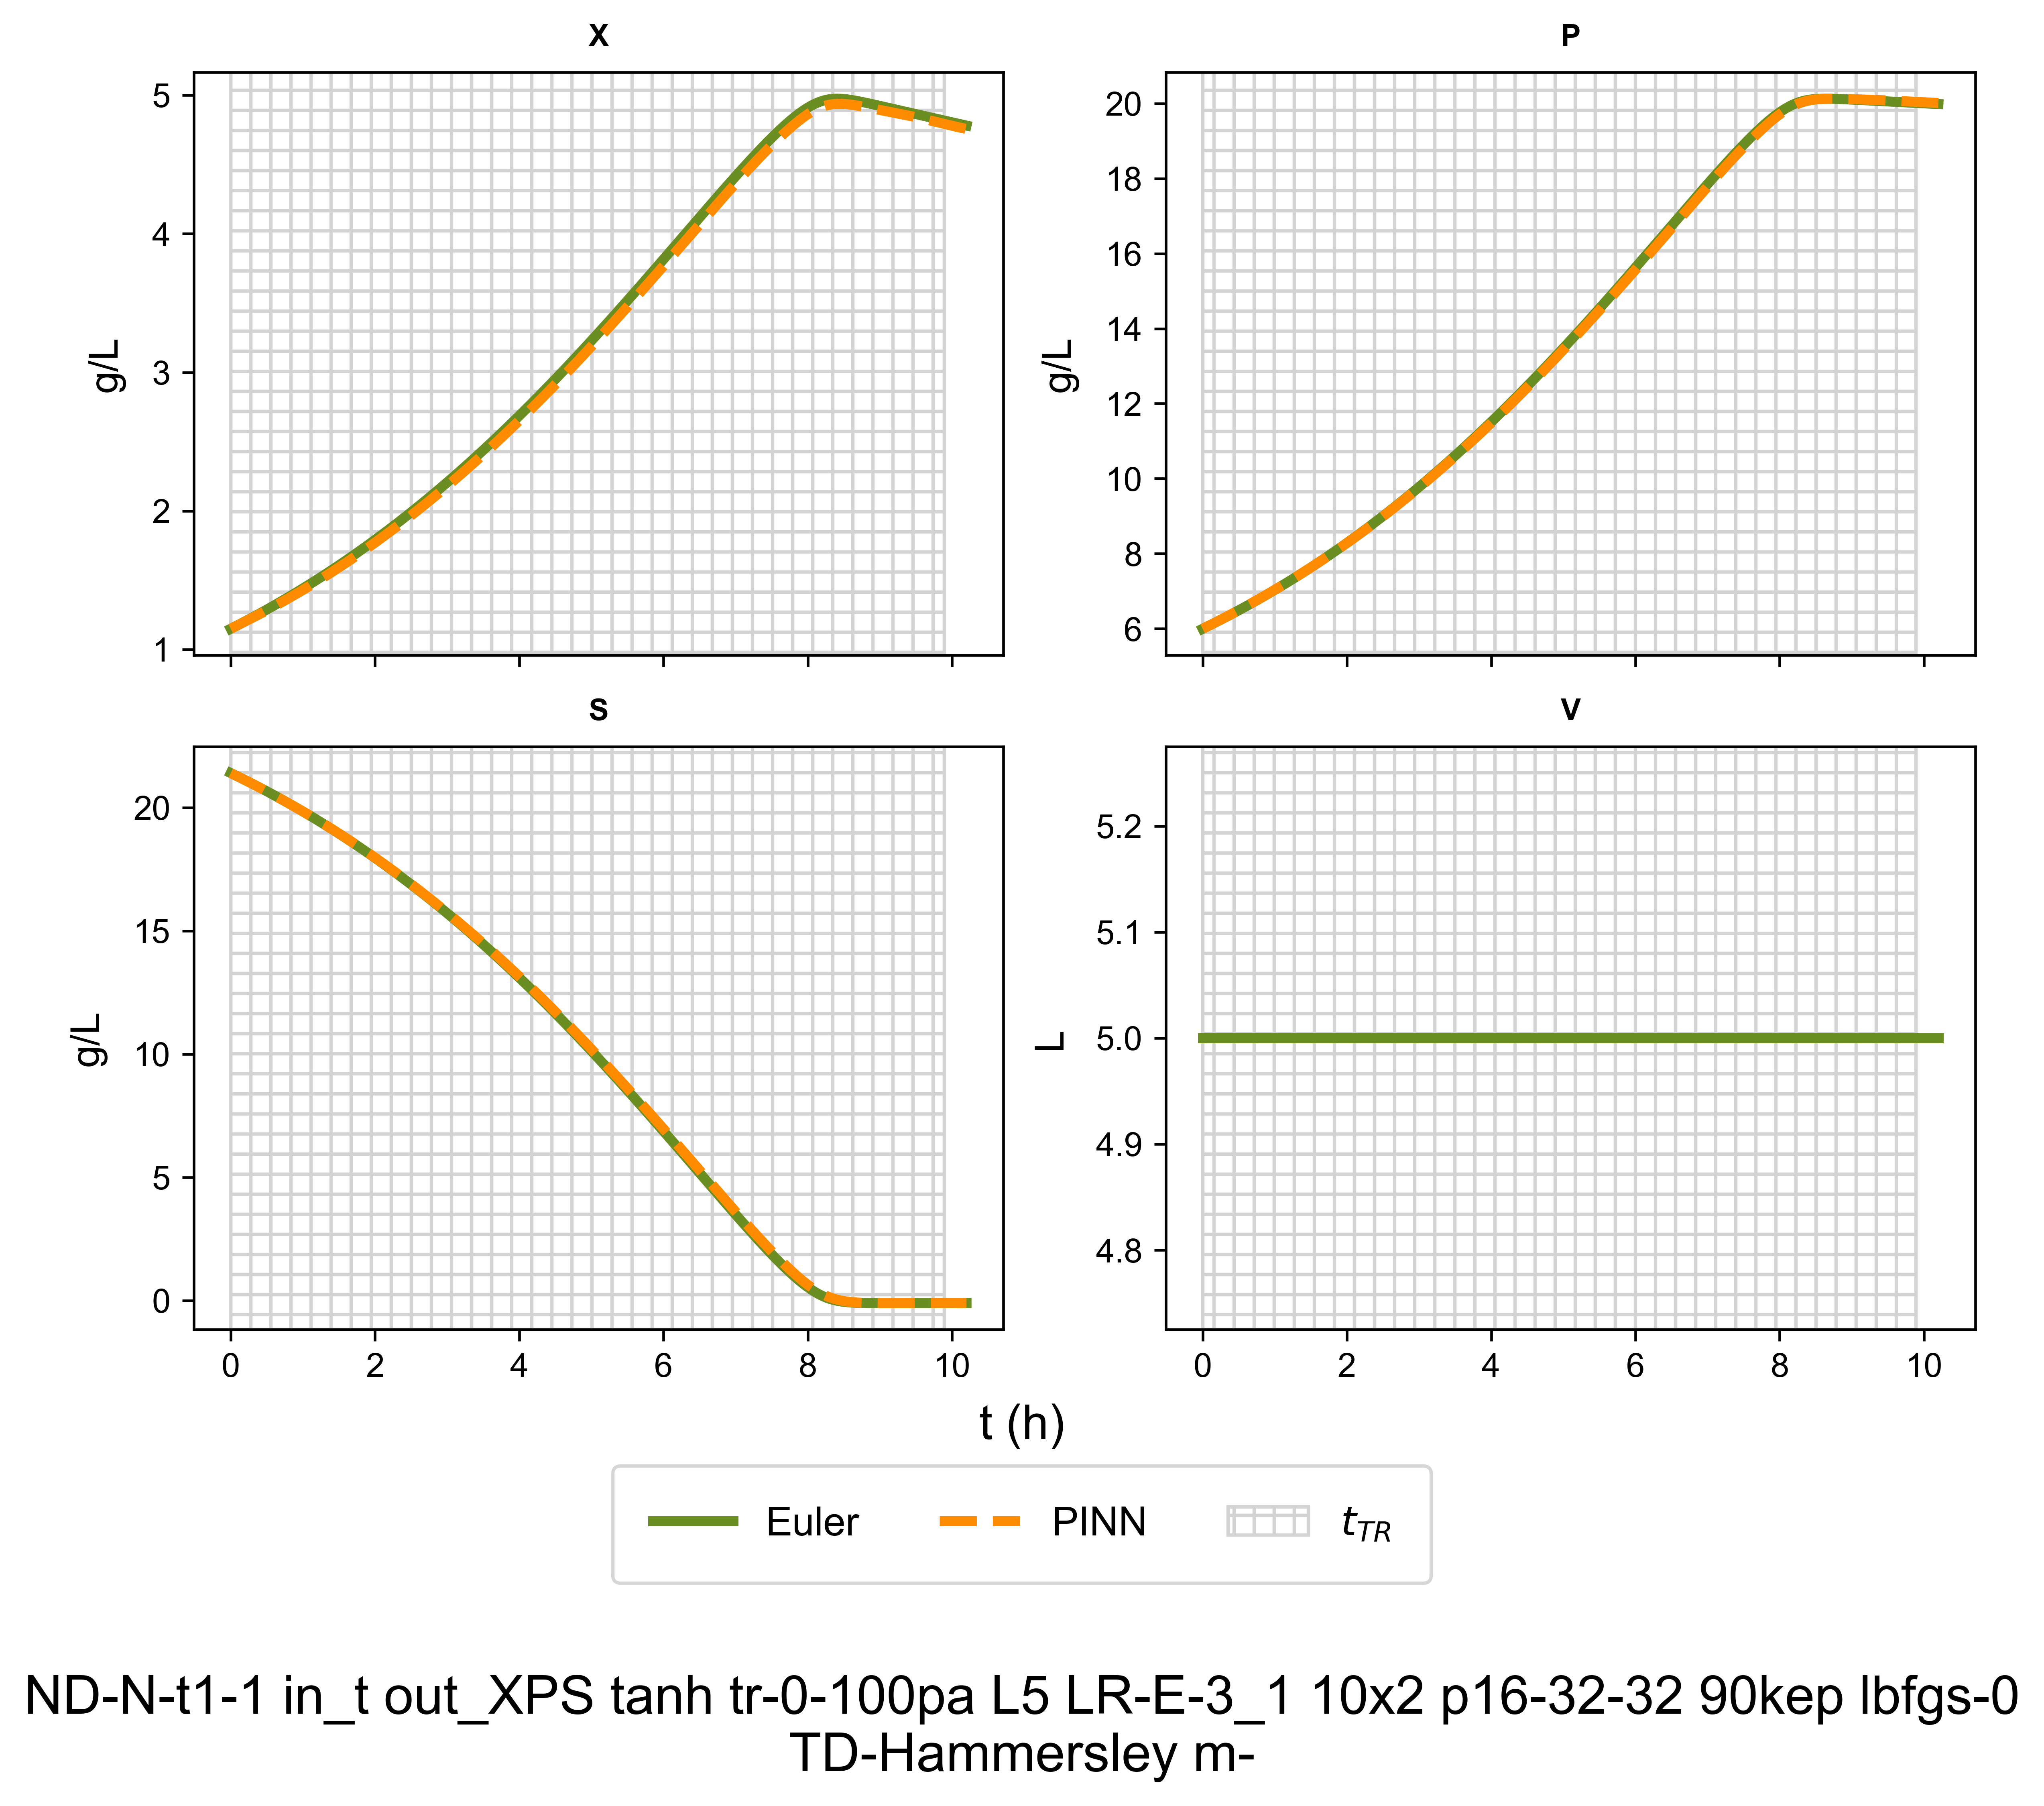 X
P
5
4
3
2
1
g/L
20
18
16
14
12
10
8
6
g/L
S
V
20
15
10
5
0
g/L
0 2 4 6 8 10
5.2
5.1
5.0
4.9
4.8
L
0 2 4 6 8 10
t (h)
Euler PINN t_TR
ND-N-t1-1 in_t out_XPS tanh tr-0-100pa L5 LR-E-3_1 10x2 p16-32-32 90kep lbfgs-0
TD-Hammersley m-